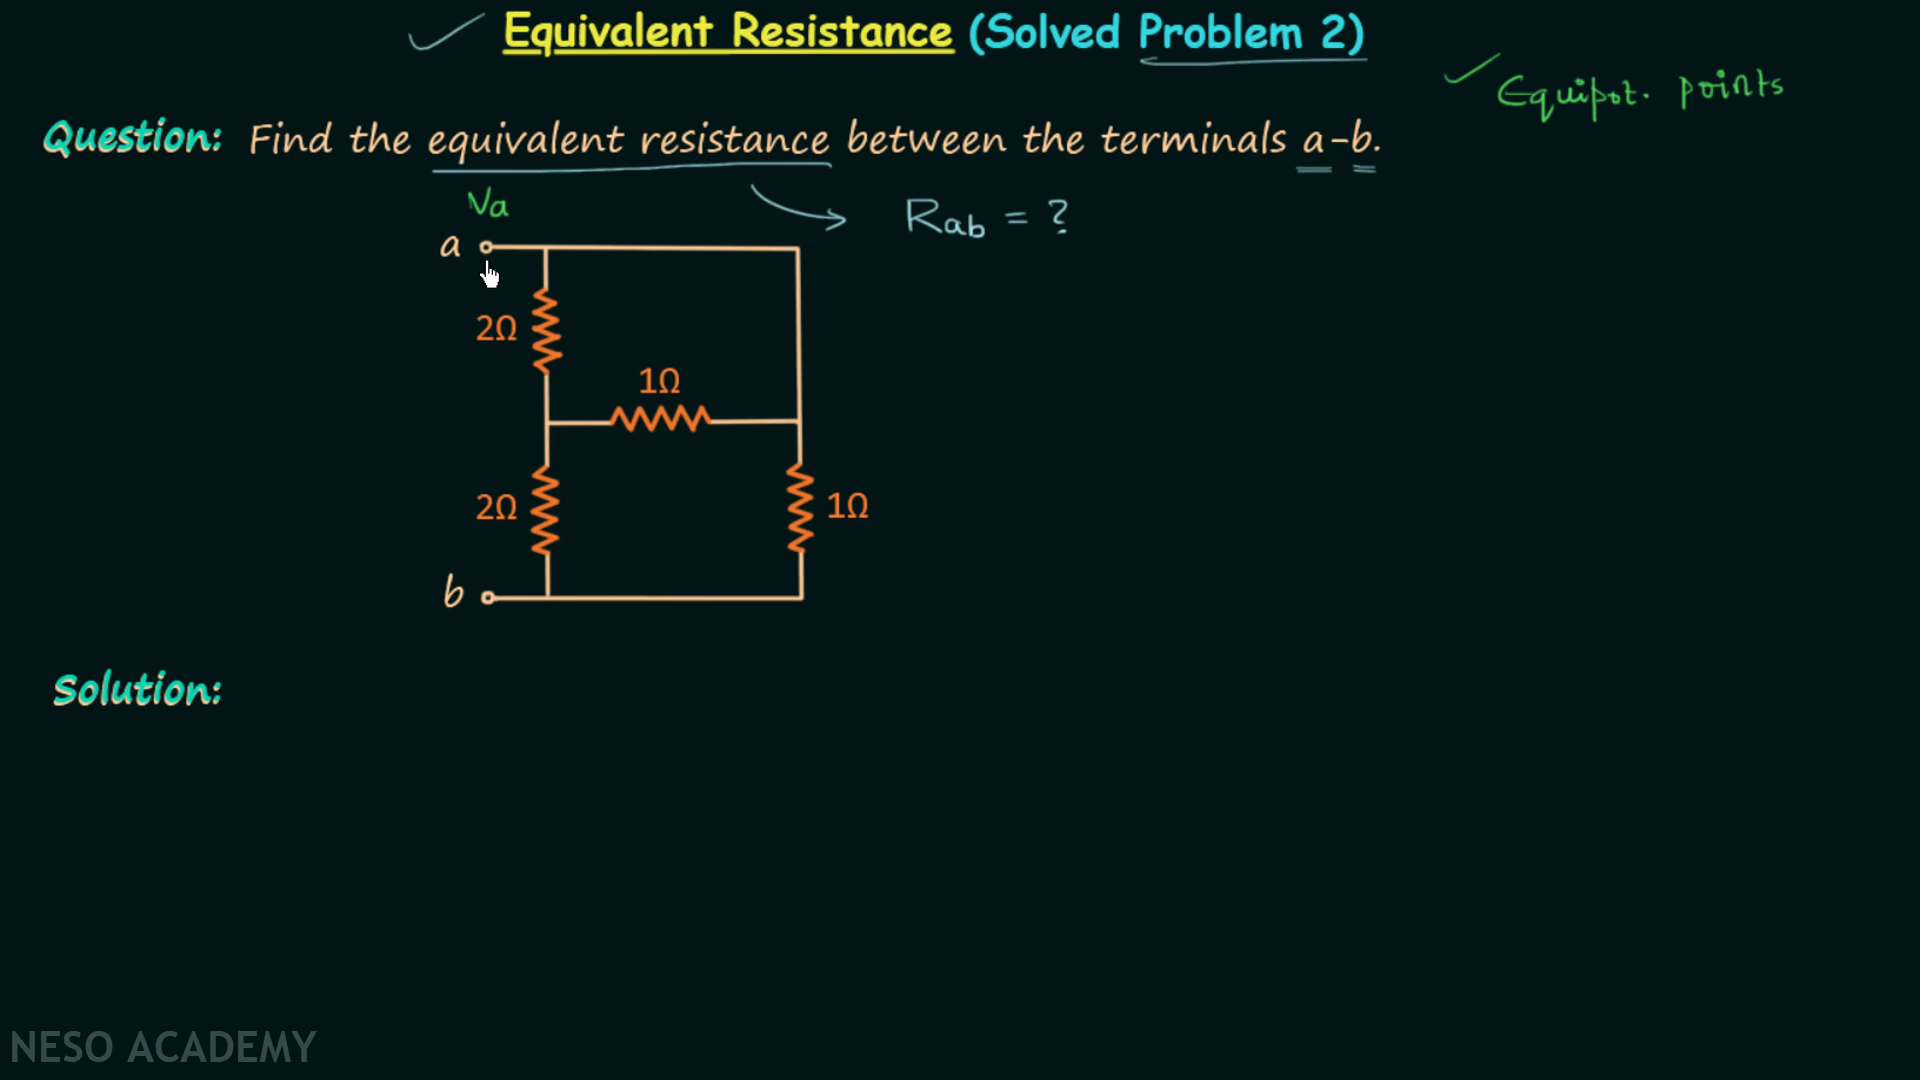 Equivalent Resistance (Solved Problem 2)
Equipot. points
Question: Find the equivalent resistance between the terminals a-b.
Va
Rab = ?
a
2Ω
1Ω
2Ω
1Ω
b
Solution:
NESO ACADEMY